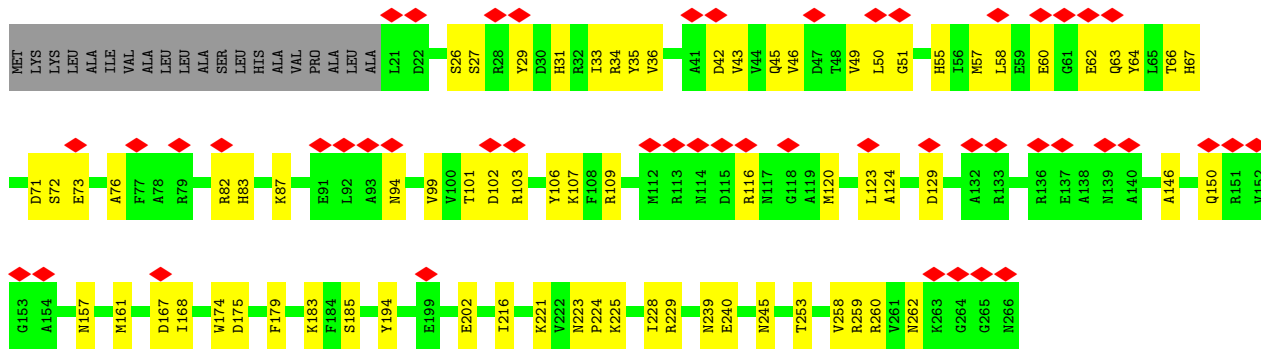 MET LYS LYS LEU ALA ILE VAL ALA LEU LEU ALA SER LEU HIS ALA VAL PRO ALA LEU ALA L21 D22 S26 S27 R28 Y29 D30 H31 R32 I33 R34 Y35 V36 A41 D42 V43 V44 Q45 V46 D47 T48 V49 L50 G51 H55 I56 M57 L58 E59 E60 G61 E62 Q63 Y64 L65 T66 H67
D71 S72 E73 A76 F77 A78 R79 R82 H83 K87 E91 L92 A93 N94 V99 V100 T101 D102 R103 Y106 K107 F108 R109 M112 R113 N114 D115 R116 N117 G118 A119 M120 L123 A124 D129 A132 R133 R136 E137 A138 N139 A140 A146 Q150 R151 V152
G153 A154 N157 M161 D167 I168 W174 D175 F179 K183 F184 S185 Y194 E199 E202 I216 K221 V222 N223 P224 K225 I228 R229 N239 E240 N245 T253 V258 R259 R260 V261 N262 K263 G264 G265 N266